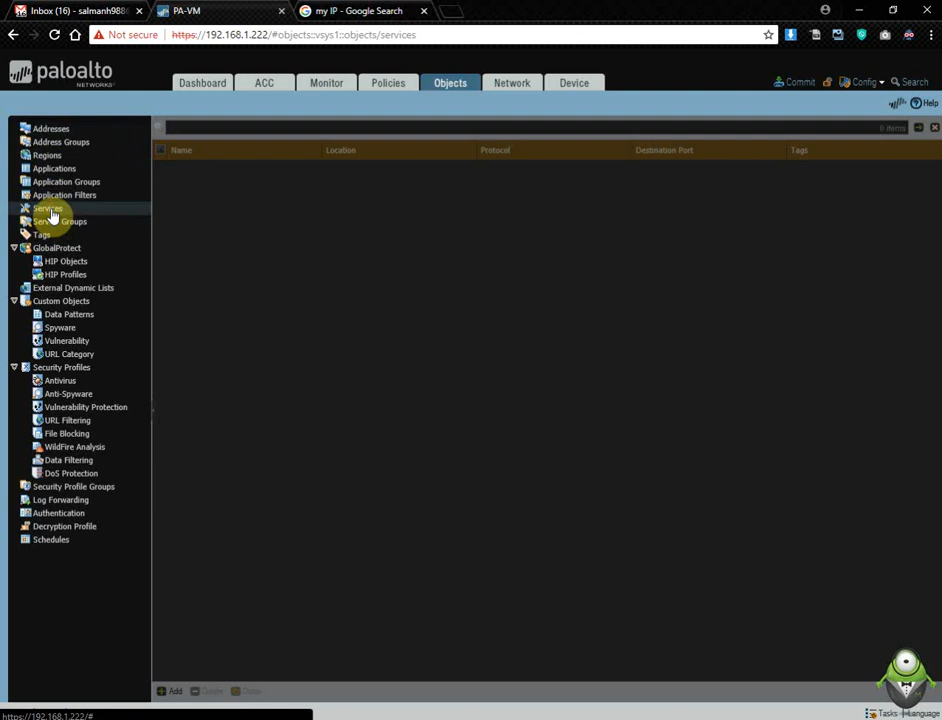 Inbox (16) - salmanh988
PA-VM
my IP - Google Search
Not secure https://192.168.1.222/#objects::vsys1::objects/services
paloalto
NETWORKS
Dashboard
ACC
Monitor
Policies
Objects
Network
Device
Commit
Config
Search
Help
Addresses
Address Groups
Regions
Applications
Application Groups
Application Filters
Services
Service Groups
Tags
GlobalProtect
HIP Objects
HIP Profiles
External Dynamic Lists
Custom Objects
Data Patterns
Spyware
Vulnerability
URL Category
Security Profiles
Antivirus
Anti-Spyware
Vulnerability Protection
URL Filtering
File Blocking
WildFire Analysis
Data Filtering
DoS Protection
Security Profile Groups
Log Forwarding
Authentication
Decryption Profile
Schedules
0 items
Name Location Protocol Destination Port Tags
Add Delete Clone
Tasks Language
https://192.168.1.222/#